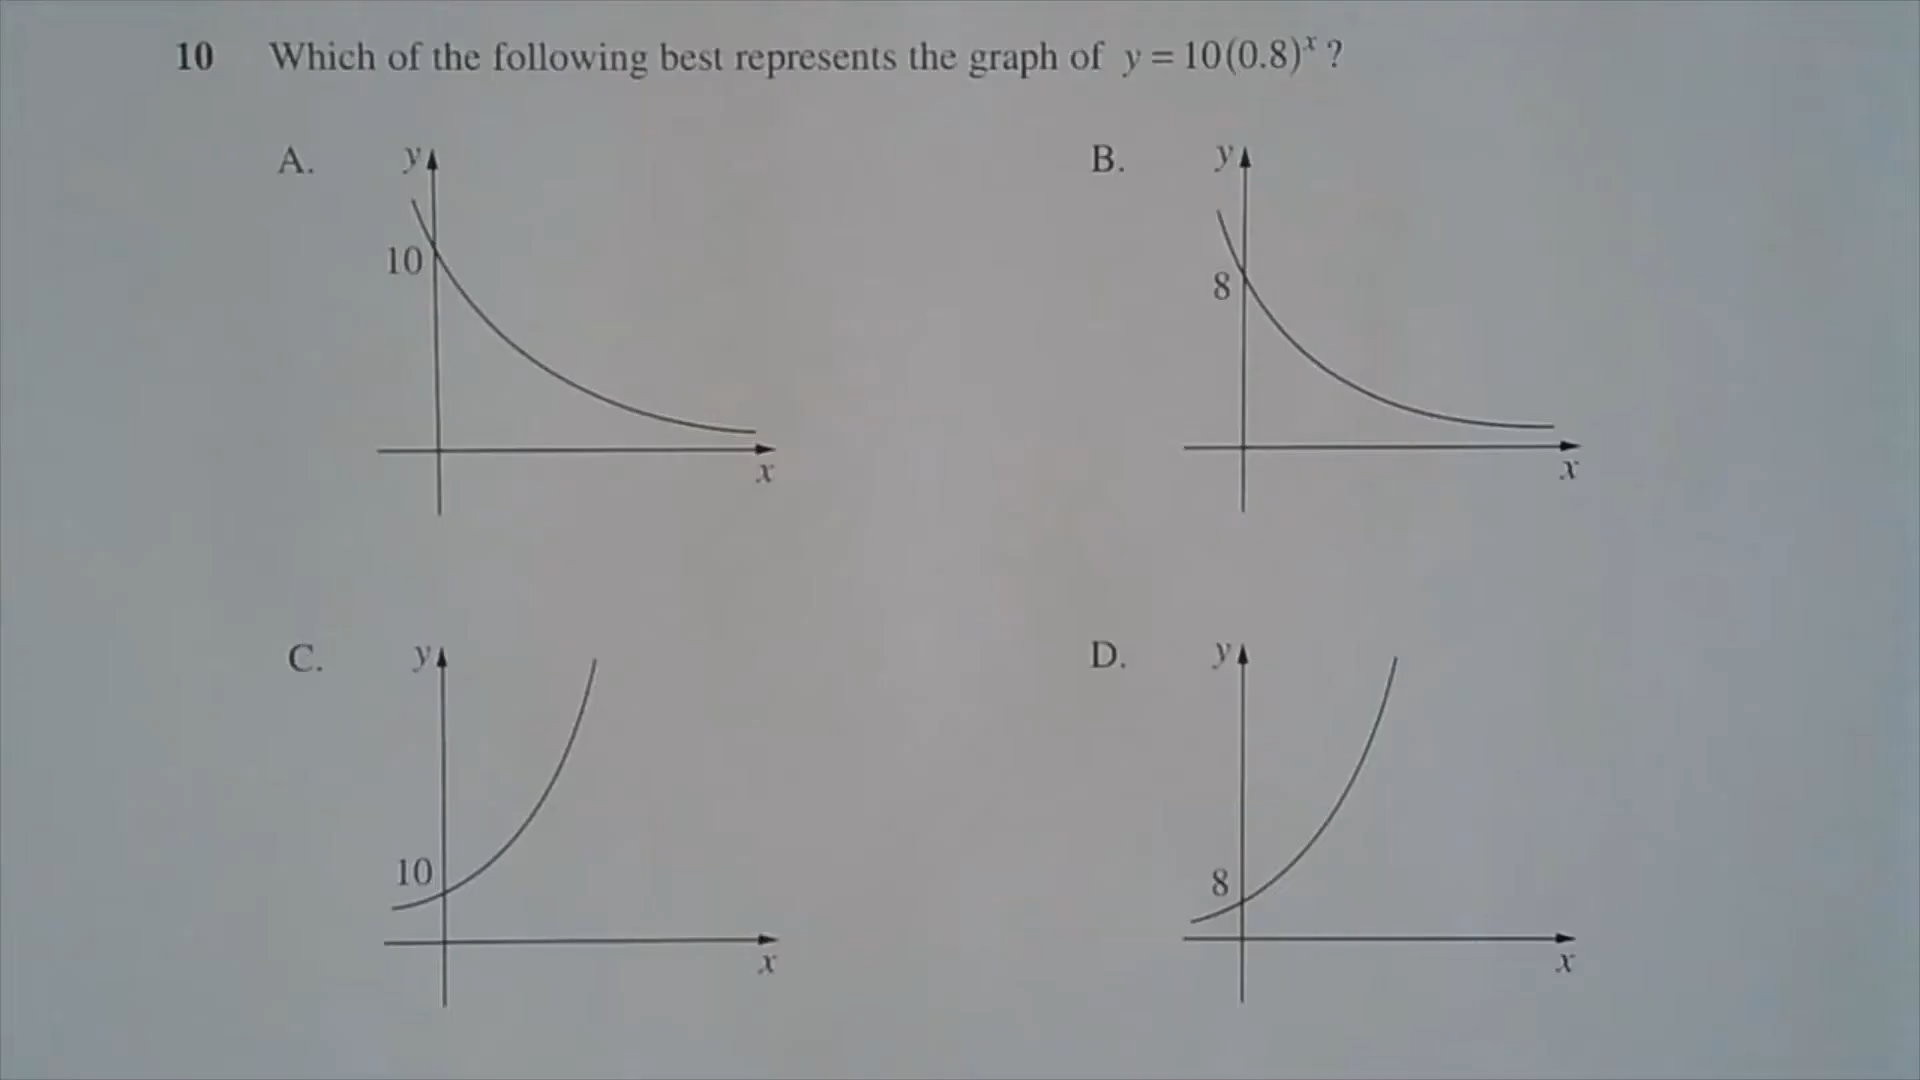 10 Which of the following best represents the graph of y = 10(0.8)ˣ ?
A. y B. y
10 8
x x
C. y D. y
10 8
x x